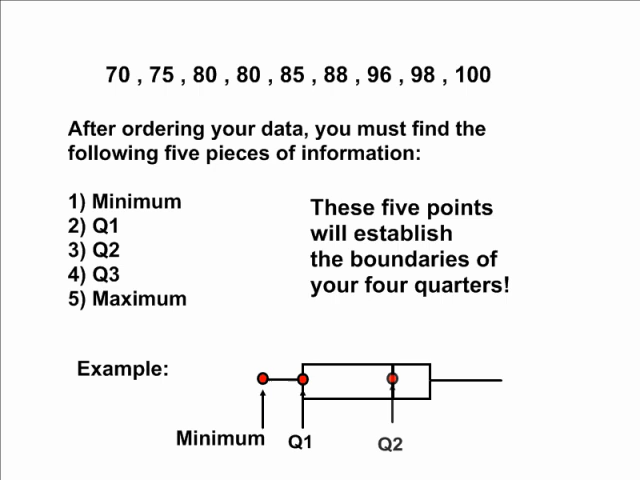 70 , 75 , 80 , 80 , 85 , 88 , 96 , 98 , 100
After ordering your data, you must find the
following five pieces of information:
1) Minimum
2) Q1
3) Q2
4) Q3
5) Maximum
These five points
will establish
the boundaries of
your four quarters!
Example:
Minimum
Q1
Q2